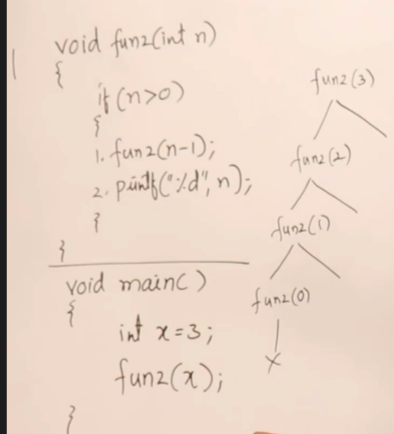 void fun2(int n)
{
if (n>0)
{
1. fun2(n-1);
2. printf("%d", n);
}
}
void main()
{
int x=3;
fun2(x);
}
fun2(3)
fun2(2)
fun2(1)
fun2(0)
x